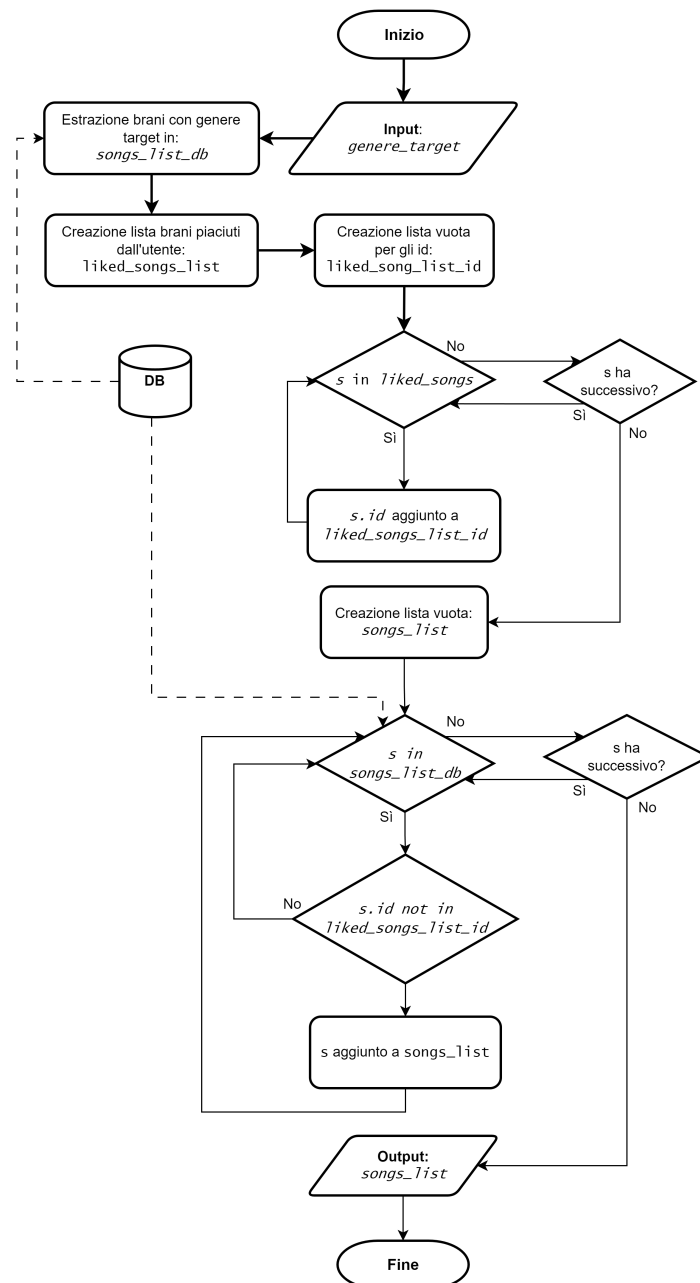 Inizio
Input:
genere_target
Estrazione brani con genere
target in:
songs_list_db
Creazione lista brani piaciuti
dall'utente:
liked_songs_list
Creazione lista vuota
per gli id:
liked_song_list_id
No
s in liked_songs
s ha
successivo?
DB
Sì
Sì
No
s.id aggiunto a
liked_songs_list_id
Creazione lista vuota:
songs_list
No
s in
songs_list_db
s ha
successivo?
Sì
No
Sì
No
s.id not in
liked_songs_list_id
s aggiunto a songs_list
Output:
songs_list
Fine